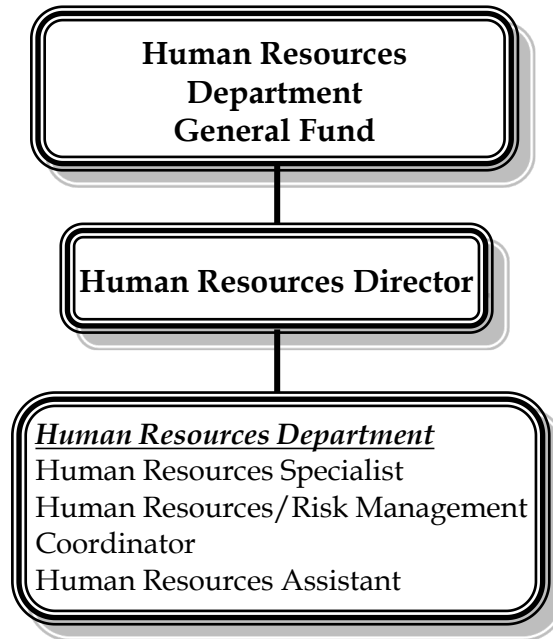 Human Resources
Department
General Fund
Human Resources Director
Human Resources Department
Human Resources Specialist
Human Resources/Risk Management
Coordinator
Human Resources Assistant